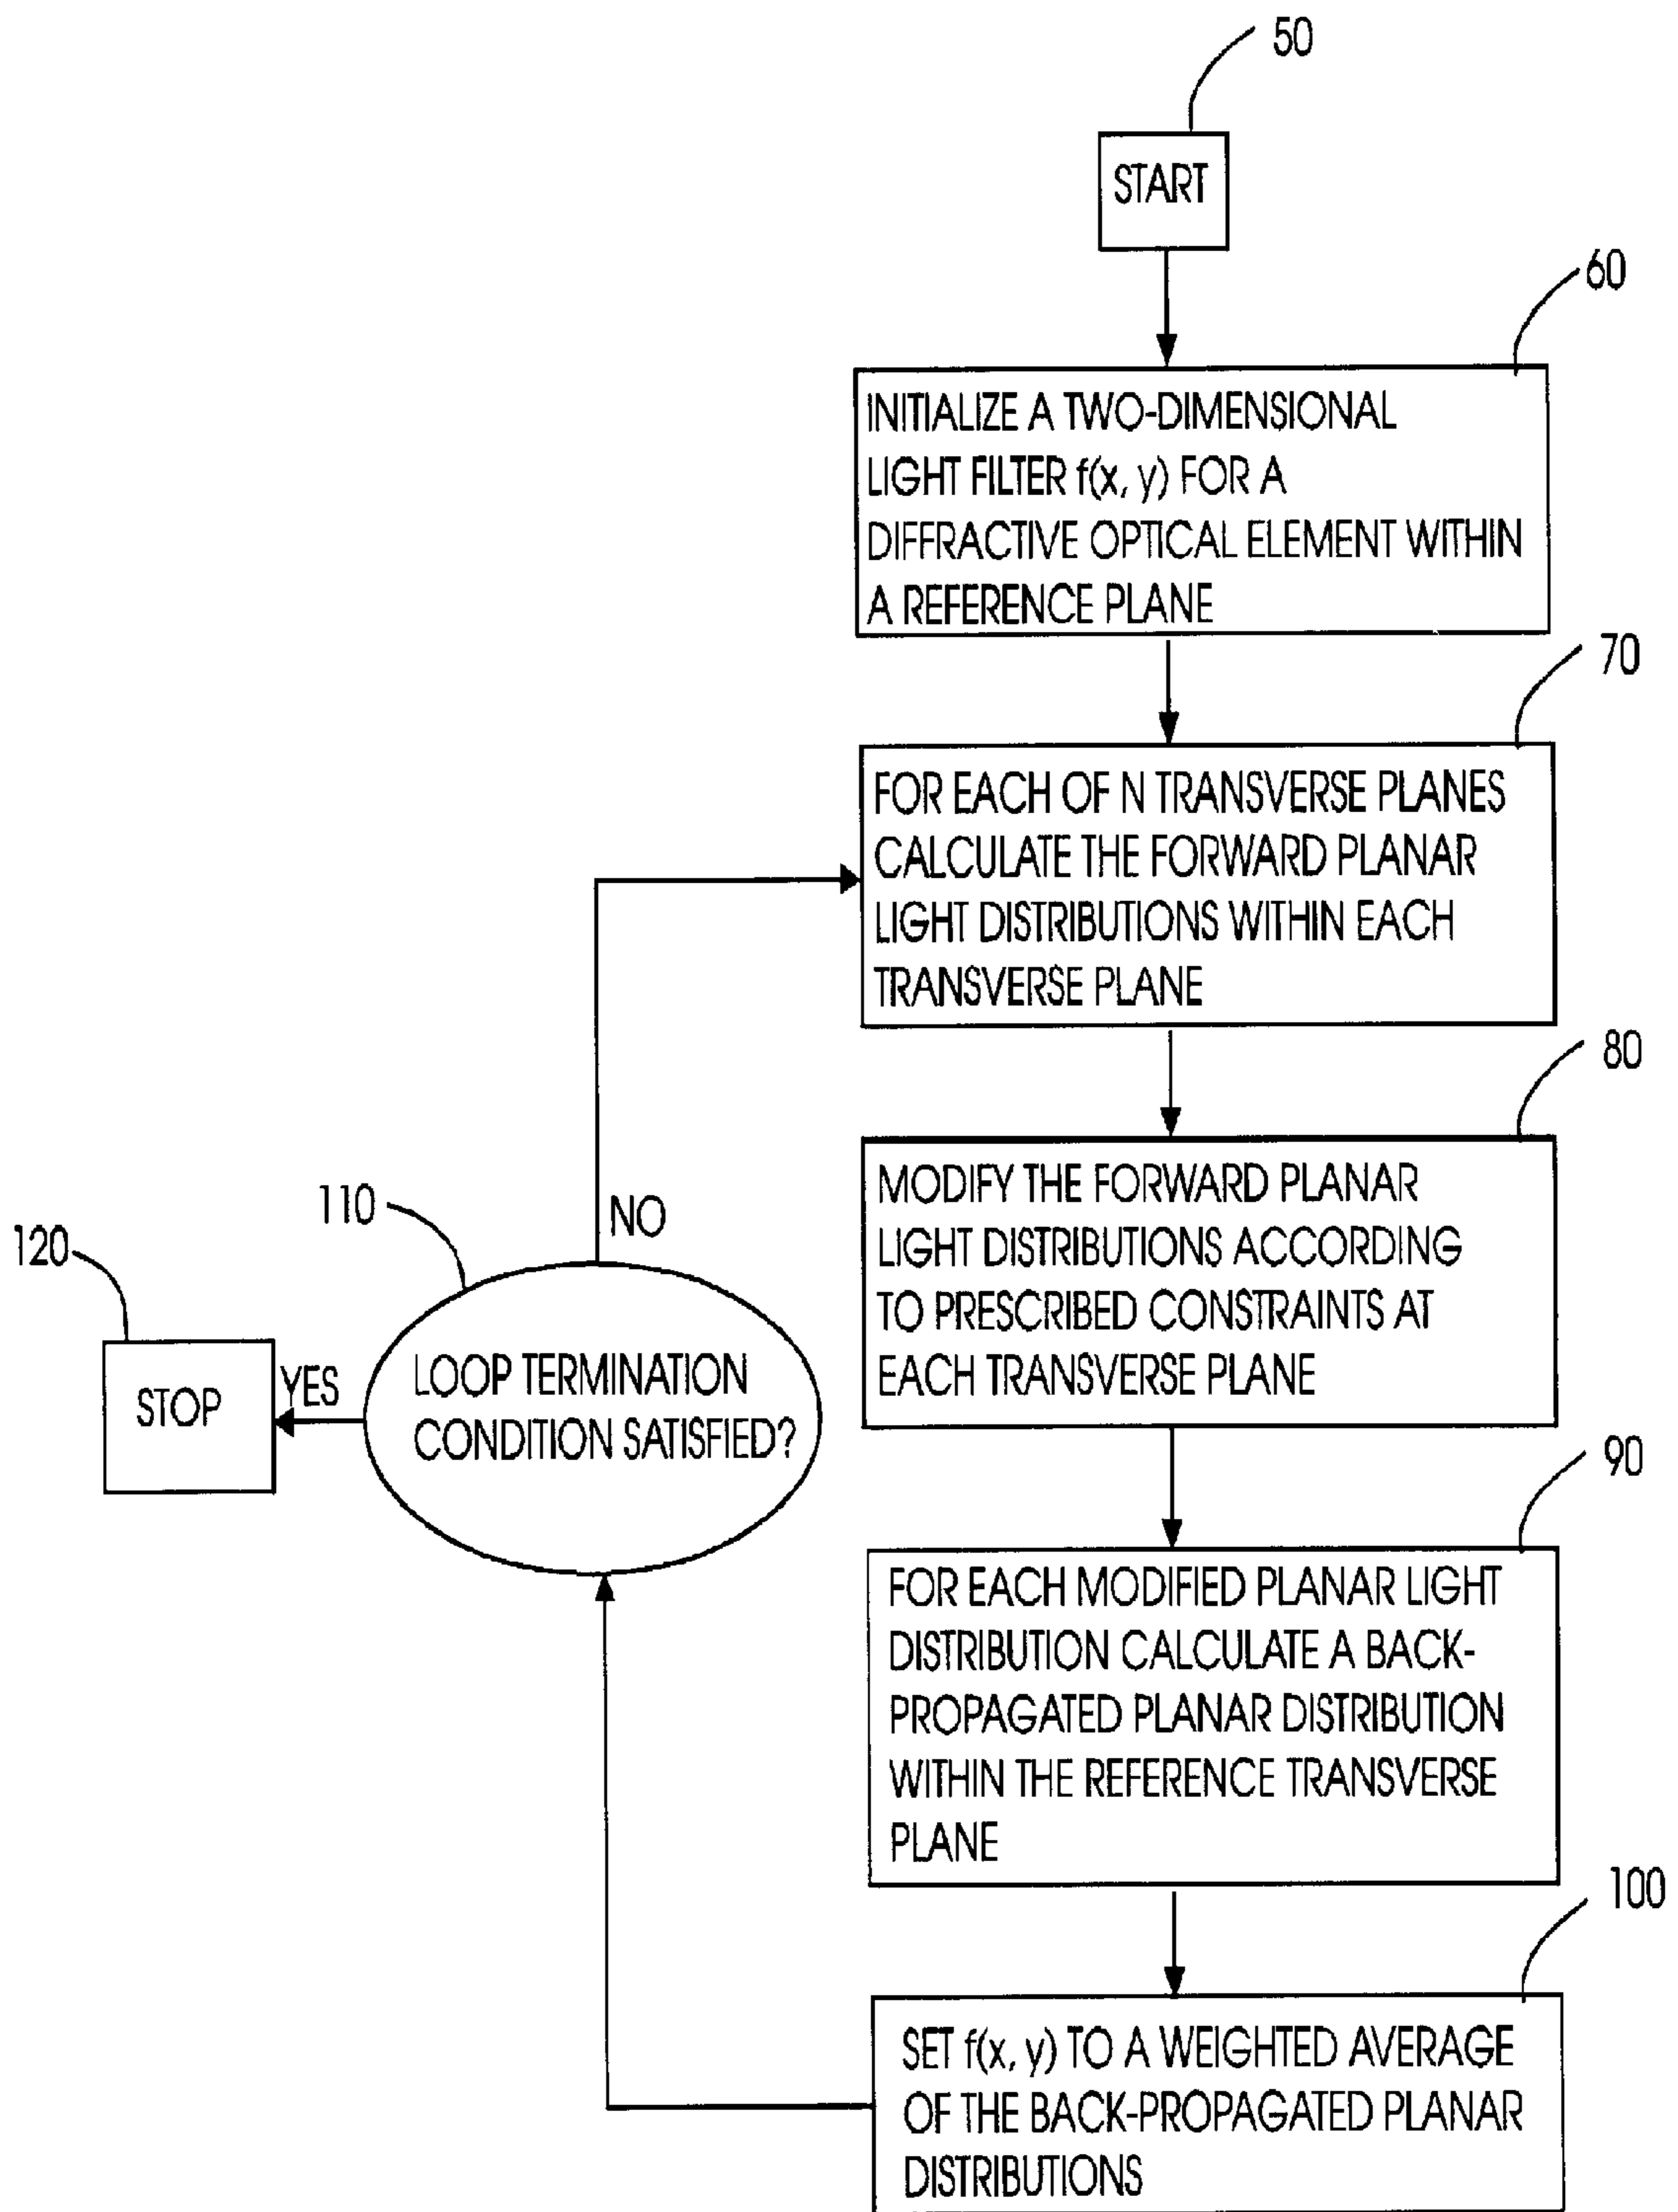 50
START
60
INITIALIZE A TWO-DIMENSIONAL
LIGHT FILTER f(x, y) FOR A
DIFFRACTIVE OPTICAL ELEMENT WITHIN
A REFERENCE PLANE
70
FOR EACH OF N TRANSVERSE PLANES
CALCULATE THE FORWARD PLANAR
LIGHT DISTRIBUTIONS WITHIN EACH
TRANSVERSE PLANE
80
MODIFY THE FORWARD PLANAR
LIGHT DISTRIBUTIONS ACCORDING
TO PRESCRIBED CONSTRAINTS AT
EACH TRANSVERSE PLANE
90
FOR EACH MODIFIED PLANAR LIGHT
DISTRIBUTION CALCULATE A BACK-
PROPAGATED PLANAR DISTRIBUTION
WITHIN THE REFERENCE TRANSVERSE
PLANE
100
SET f(x, y) TO A WEIGHTED AVERAGE
OF THE BACK-PROPAGATED PLANAR
DISTRIBUTIONS
110
NO
LOOP TERMINATION
CONDITION SATISFIED?
YES
120
STOP